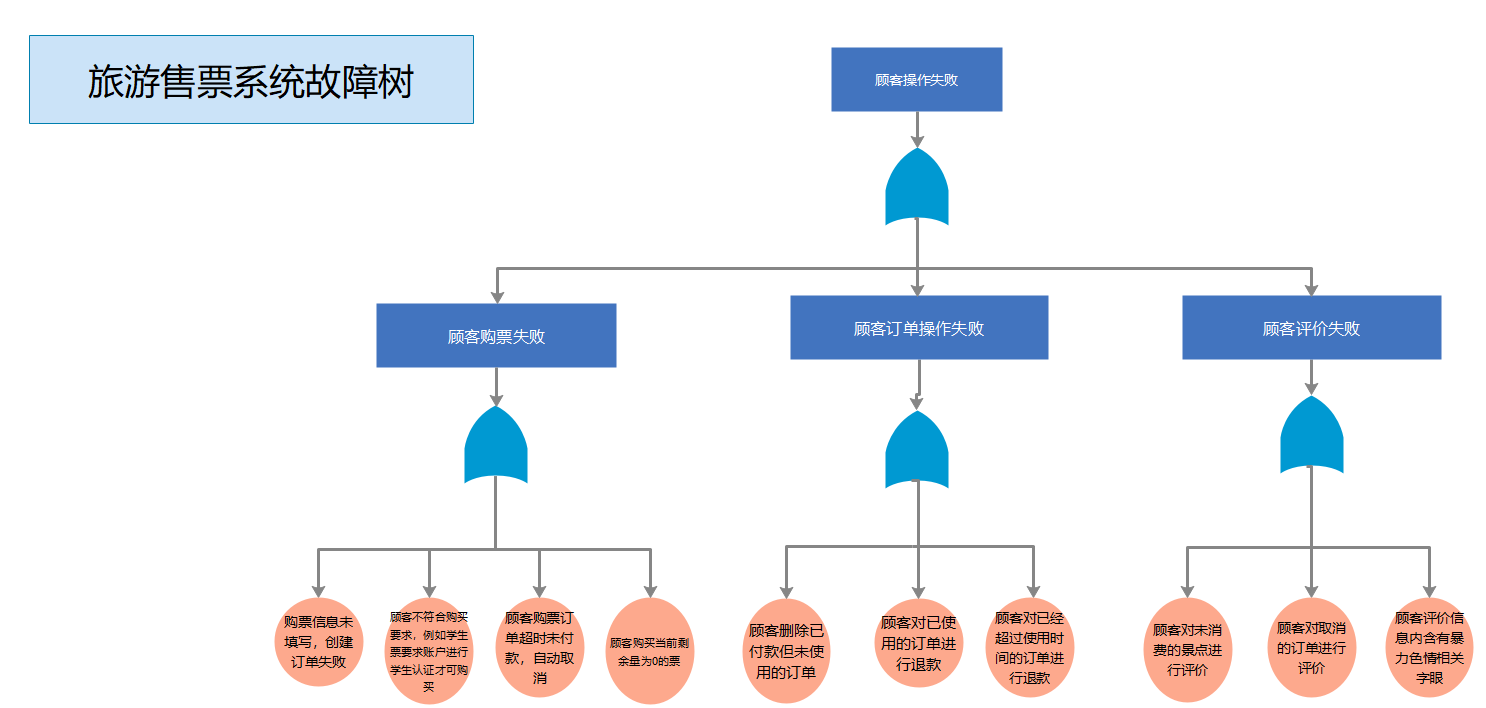 旅游售票系统故障树
顾客操作失败
顾客购票失败
顾客订单操作失败
顾客评价失败
购票信息未
填写，创建
订单失败
顾客不符合购买
要求，例如学生
票要求账户进行
学生认证才可购
买
顾客购票订
单超时未付
款，自动取
消
顾客购买当前剩
余量为0的票
顾客删除已
付款但未使
用的订单
顾客对已使
用的订单进
行退款
顾客对已经
超过使用时
间的订单进
行退款
顾客对未消
费的景点进
行评价
顾客对取消
的订单进行
评价
顾客评价信
息内含有暴
力色情相关
字眼